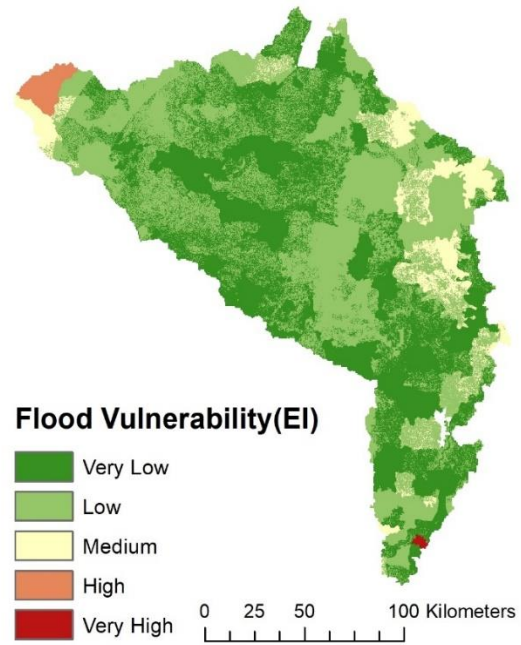 Flood Vulnerability(EI)
Very Low
Low
Medium
High
Very High
0 25 50 100 Kilometers